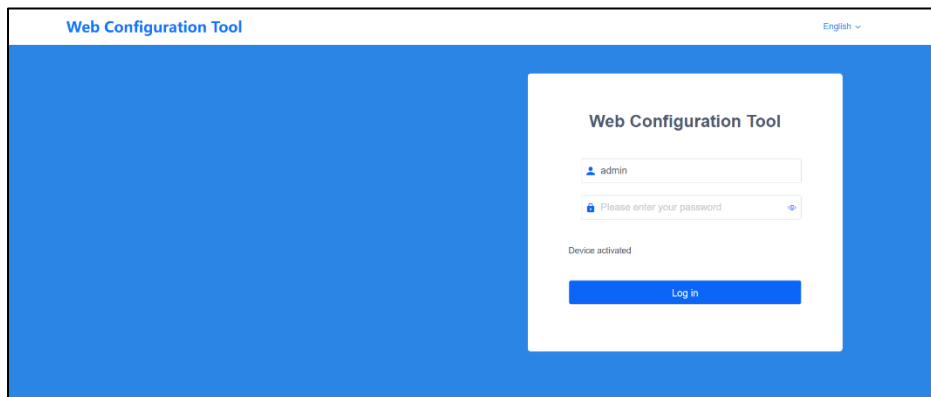 Web Configuration Tool
English
Web Configuration Tool
admin
Please enter your password
Device activated
Log in